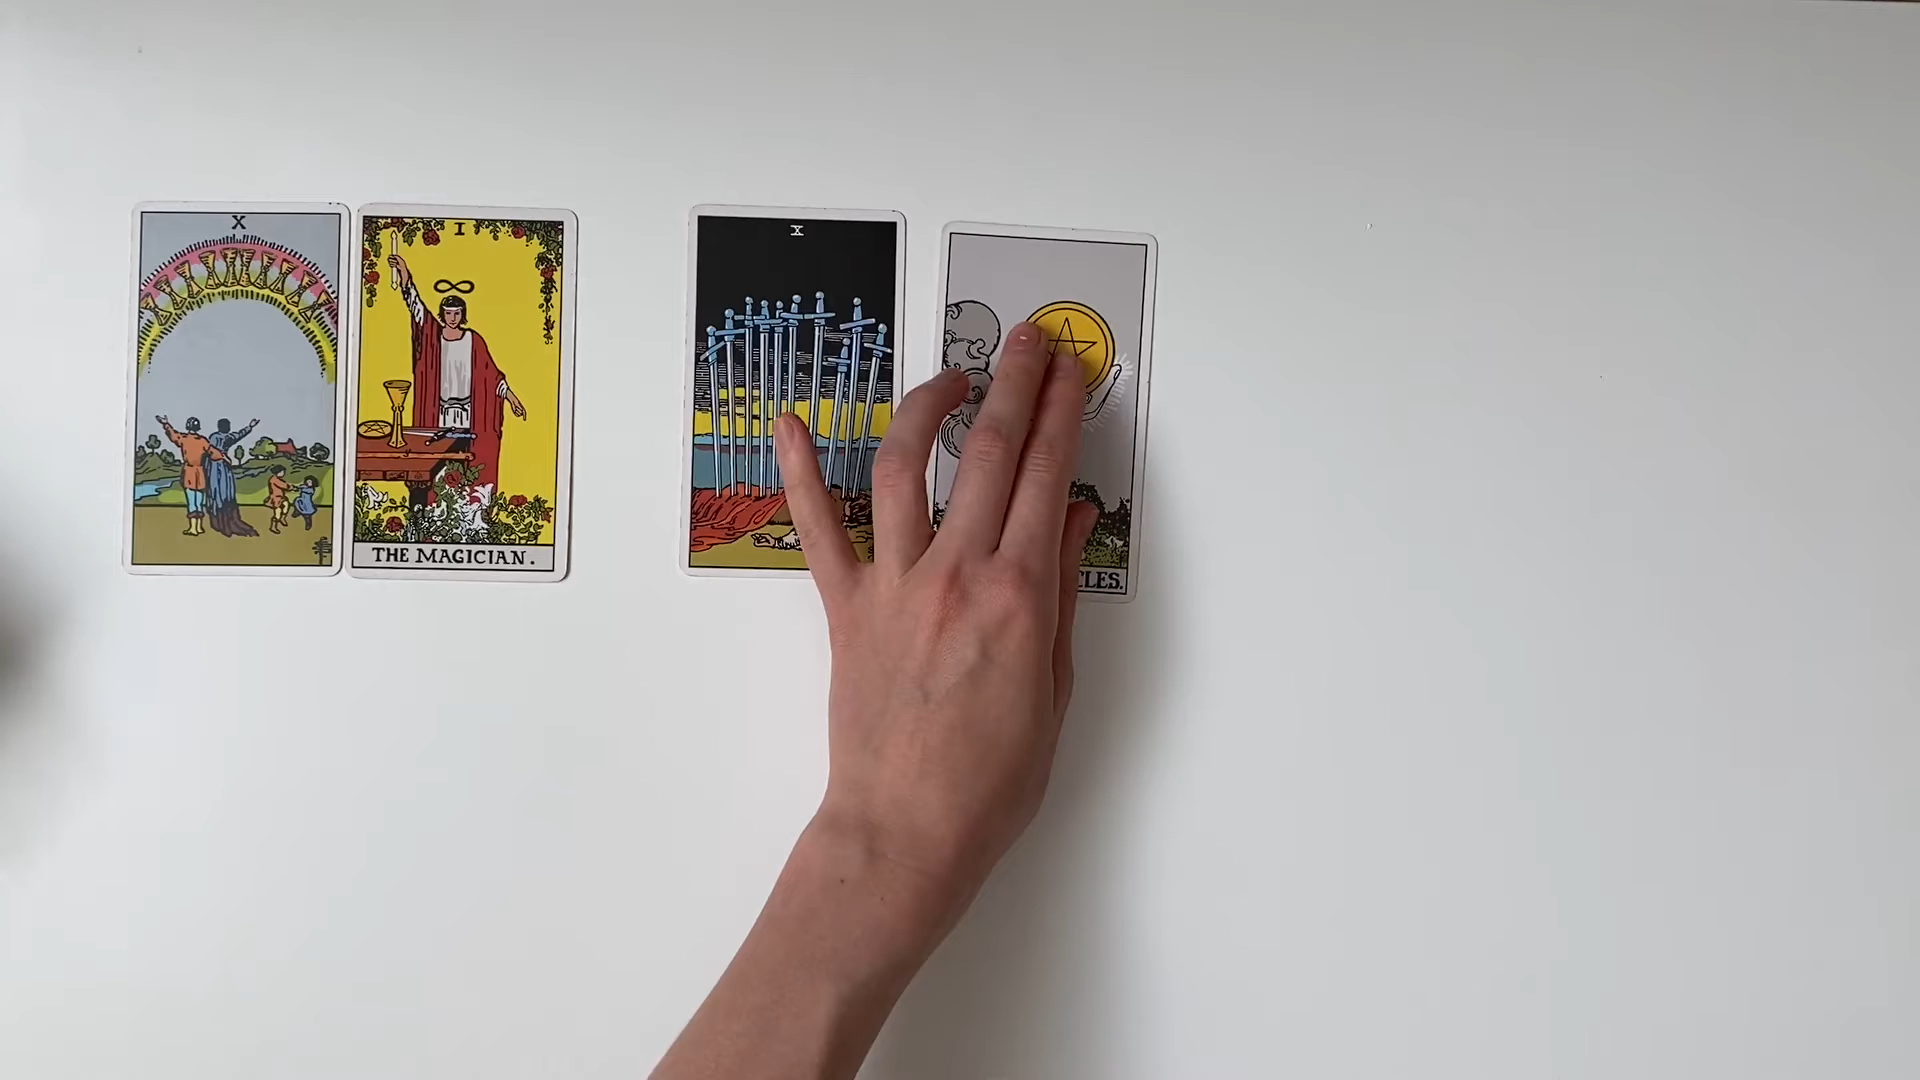 X
I
THE MAGICIAN.
X
CLES.